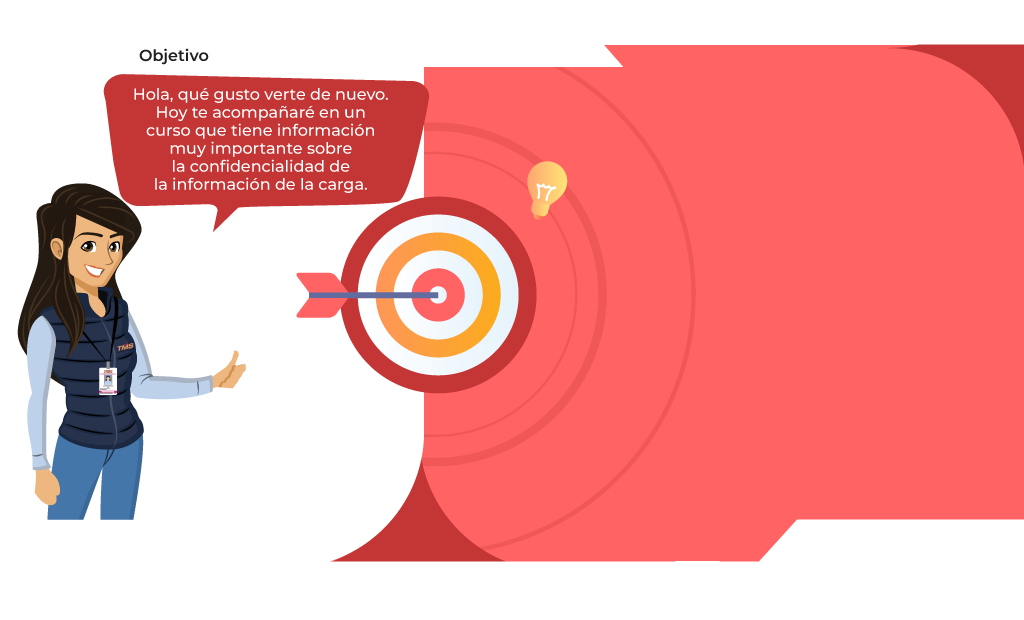 Objetivo
Hola, qué gusto verte de nuevo.
Hoy te acompañaré en un
curso que tiene información
muy importante sobre
la confidencialidad de
la información de la carga.
TMS